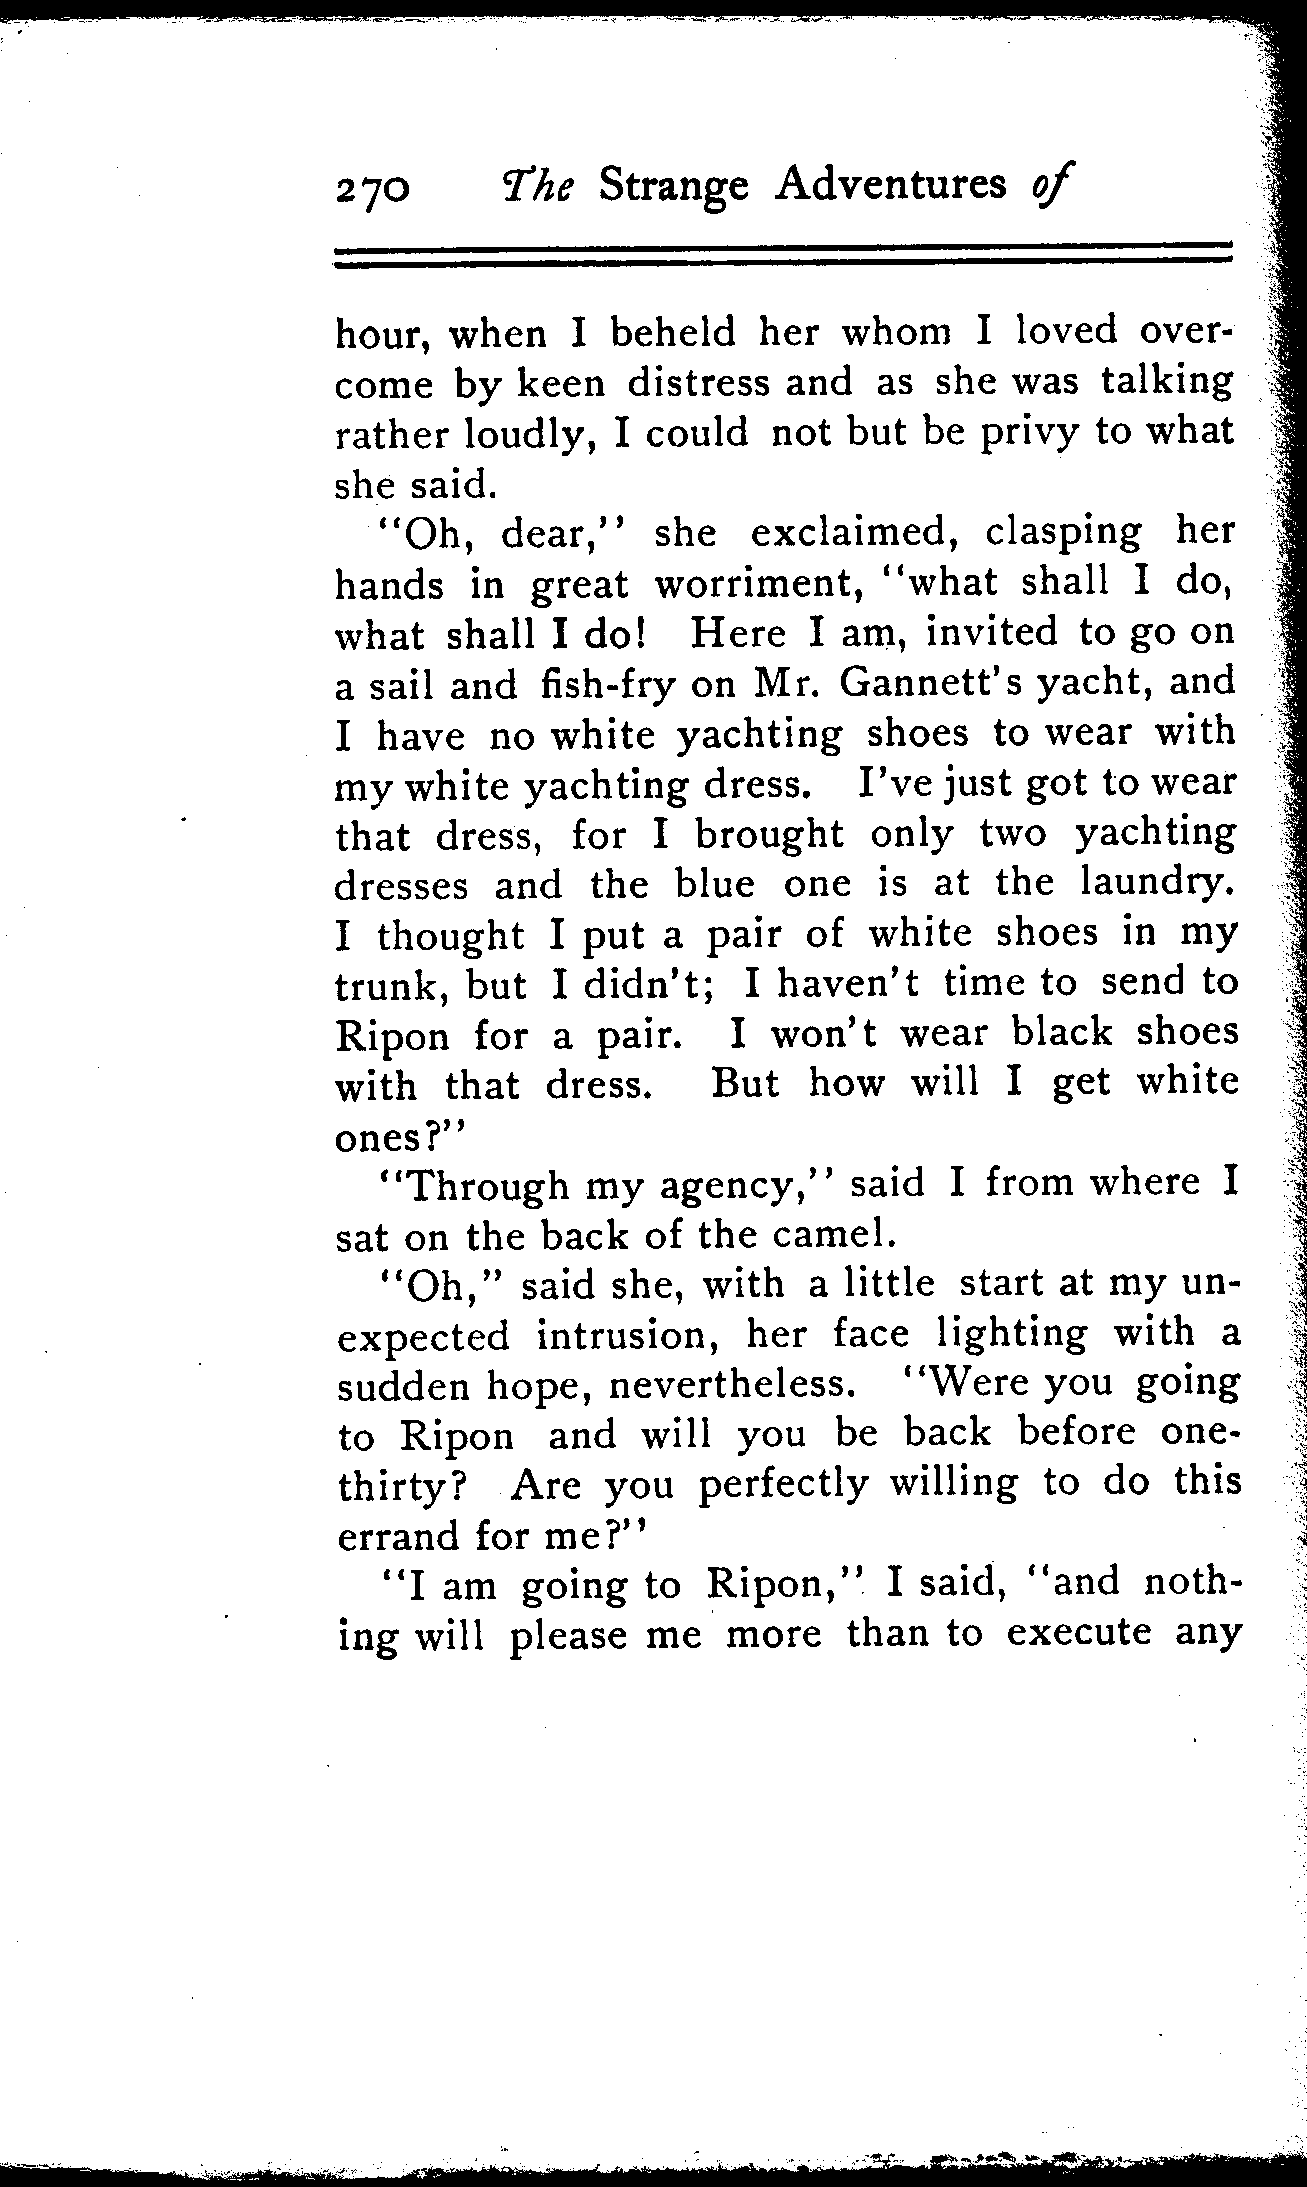 270 The Strange Adventures of
hour, when I beheld her whom I loved over-
come by keen distress and as she was talking
rather loudly, I could not but be privy to what
she said.
"Oh, dear," she exclaimed, clasping her
hands in great worriment, "what shall I do,
what shall I do! Here I am, invited to go on
a sail and fish-fry on Mr. Gannett's yacht, and
I have no white yachting shoes to wear with
my white yachting dress. I've just got to wear
that dress, for I brought only two yachting
dresses and the blue one is at the laundry.
I thought I put a pair of white shoes in my
trunk, but I didn't; I haven't time to send to
Ripon for a pair. I won't wear black shoes
with that dress. But how will I get white
ones?"
"Through my agency," said I from where I
sat on the back of the camel.
"Oh," said she, with a little start at my un-
expected intrusion, her face lighting with a
sudden hope, nevertheless. "Were you going
to Ripon and will you be back before one-
thirty? Are you perfectly willing to do this
errand for me?"
"I am going to Ripon," I said, "and noth-
ing will please me more than to execute any